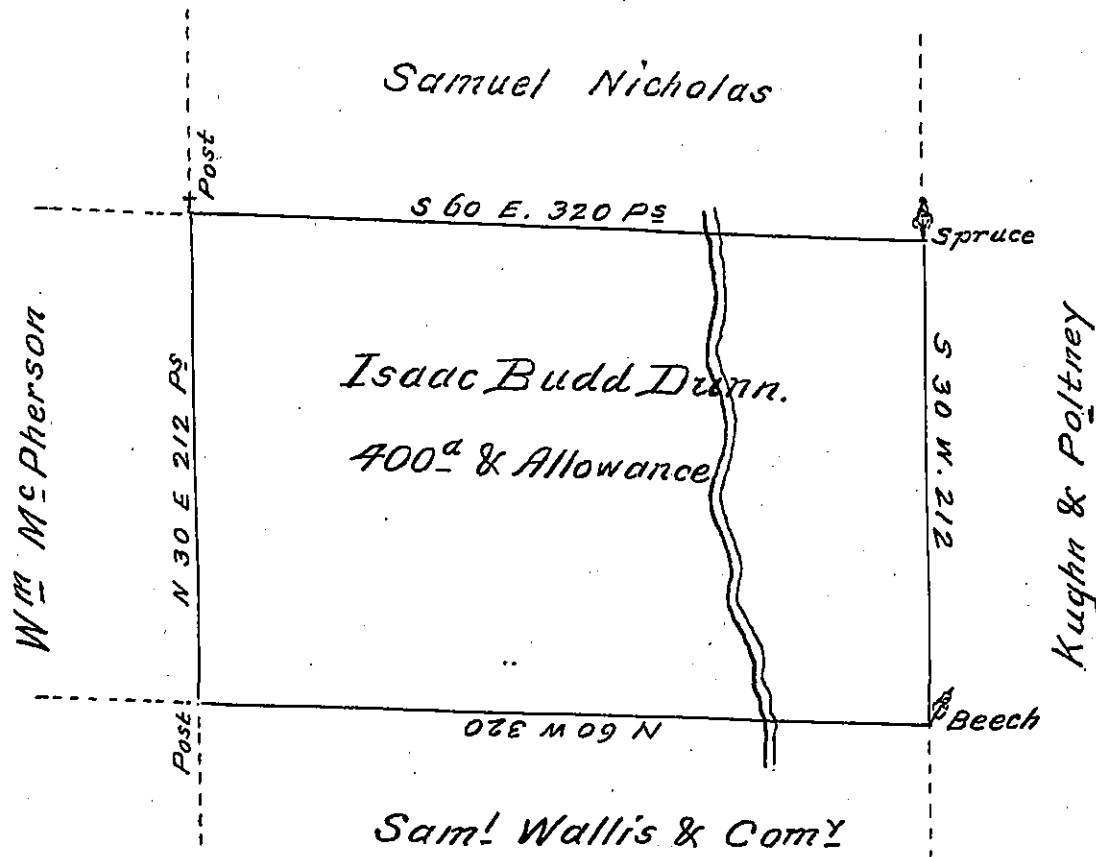 Samuel Nicholas
Post
S 60 E. 320 Ps
Spruce
Wm McPherson
N 30 E 212 Ps
Isaac Budd Dunn.
400a & Allowance
S 30 W. 212
Kughn & Poltney
Post
N 60 W 320
Beech
Saml Wallis & Comy